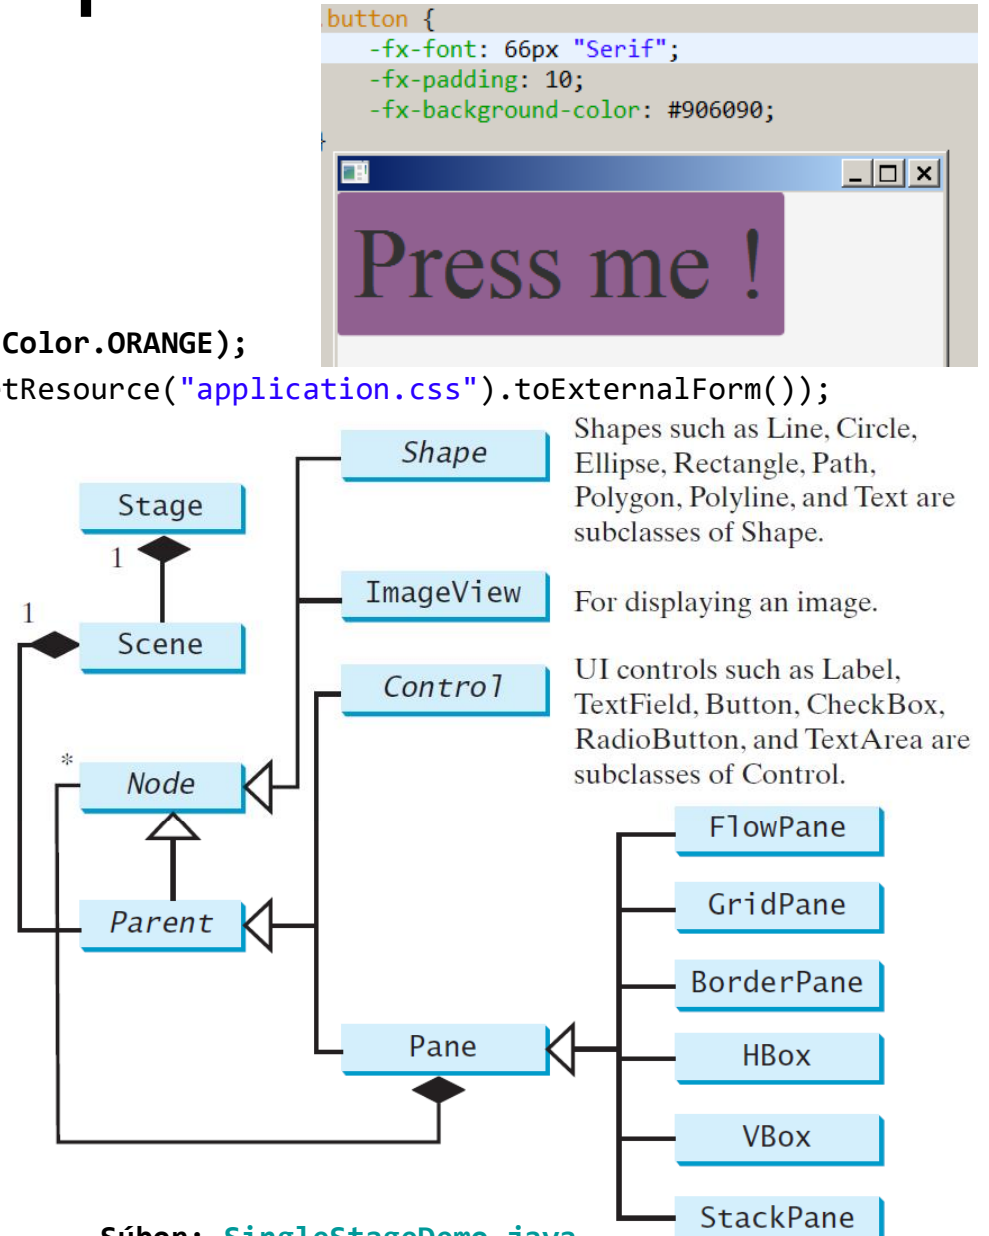 .button {
-fx-font: 66px "Serif";
-fx-padding: 10;
-fx-background-color: #906090;
}
Press me !
Color.ORANGE);
tResource("application.css").toExternalForm());
Shape
Shapes such as Line, Circle,
Ellipse, Rectangle, Path,
Polygon, Polyline, and Text are
subclasses of Shape.
Stage
1
ImageView
For displaying an image.
1
Scene
Control
UI controls such as Label,
TextField, Button, CheckBox,
RadioButton, and TextArea are
subclasses of Control.
*
Node
FlowPane
Parent
GridPane
BorderPane
Pane
HBox
VBox
StackPane
Súbor: SingleStageDemo.java